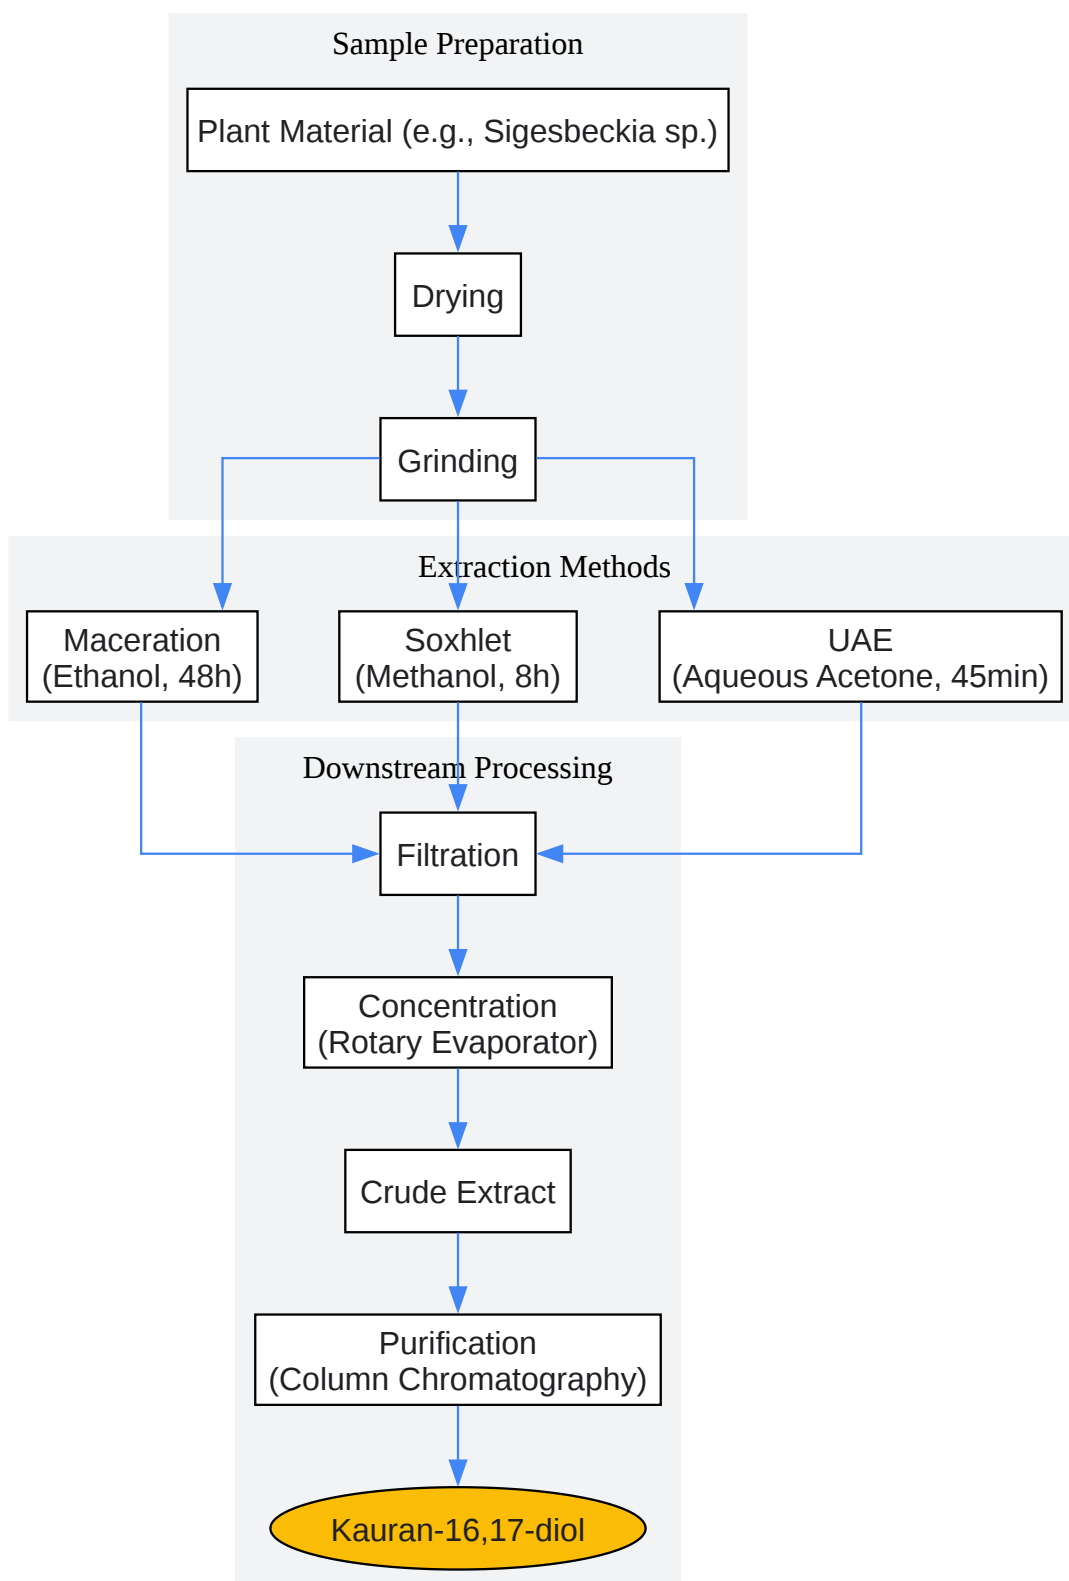 Sample Preparation
Plant Material (e.g., Sigesbeckia sp.)
Drying
Grinding
Extraction Methods
Maceration
(Ethanol, 48h)
Soxhlet
(Methanol, 8h)
UAE
(Aqueous Acetone, 45min)
Downstream Processing
Filtration
Concentration
(Rotary Evaporator)
Crude Extract
Purification
(Column Chromatography)
Kauran-16,17-diol